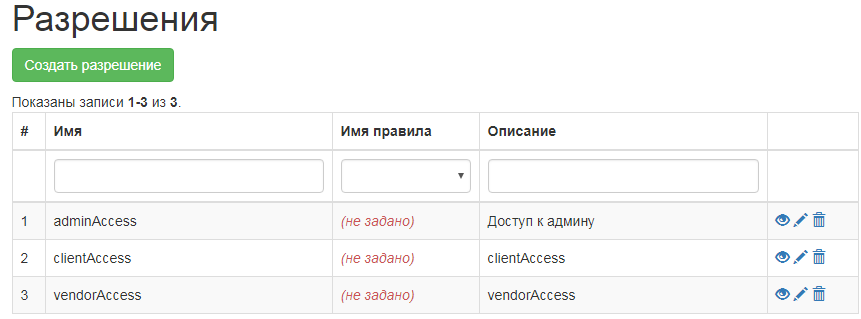 Разрешения
Создать разрешение
Показаны записи 1-3 из 3.
# Имя Имя правила Описание
1 adminAccess (не задано) Доступ к админу
2 clientAccess (не задано) clientAccess
3 vendorAccess (не задано) vendorAccess